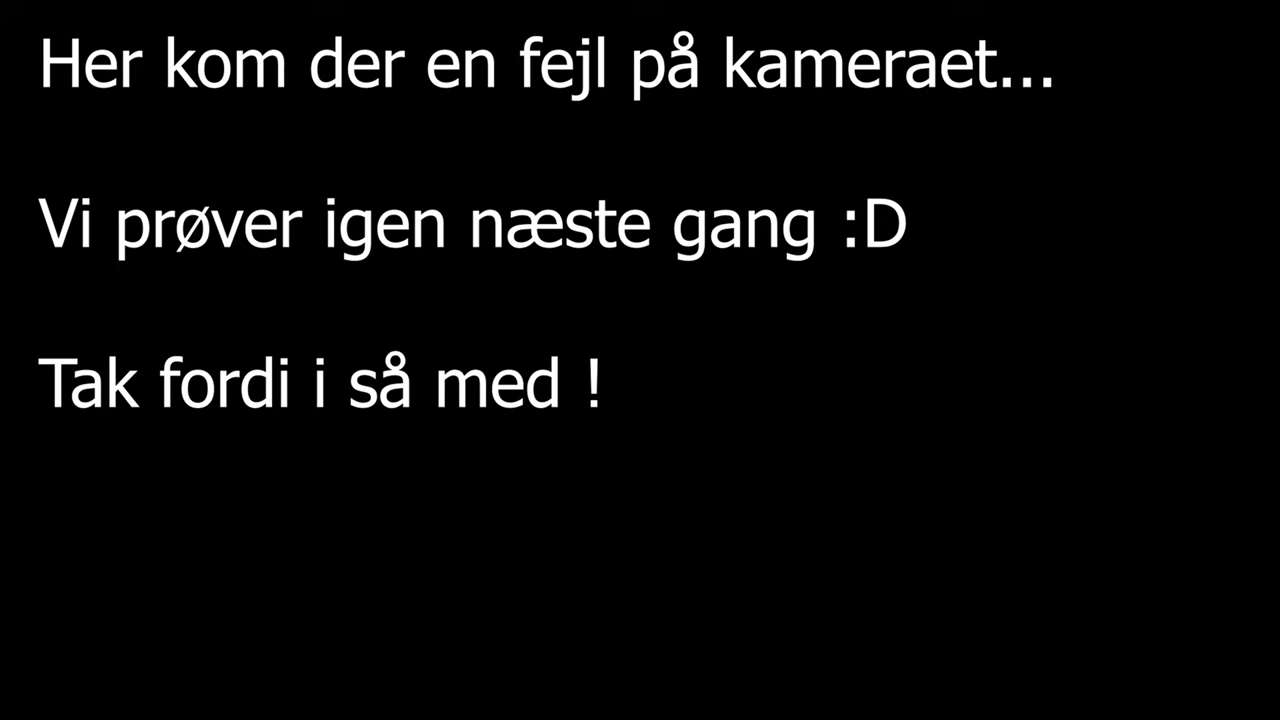 Her kom der en fejl på kameraet...
Vi prøver igen næste gang :D
Tak fordi i så med !